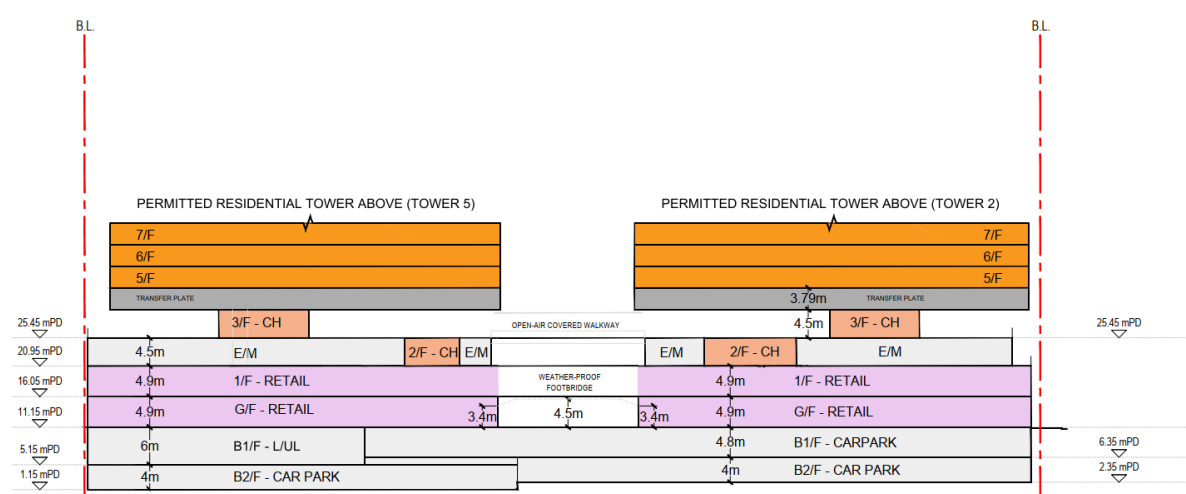 B.L.
B.L.
PERMITTED RESIDENTIAL TOWER ABOVE (TOWER 5)
PERMITTED RESIDENTIAL TOWER ABOVE (TOWER 2)
7/F
7/F
6/F
6/F
5/F
5/F
TRANSFER PLATE
3.79m
TRANSFER PLATE
25.45 mPD
3/F - CH
OPEN-AIR COVERED WALKWAY
4.5m
3/F - CH
25.45 mPD
20.95 mPD
4.5m
E/M
2/F - CH
E/M
E/M
2/F - CH
E/M
16.05 mPD
4.9m
1/F - RETAIL
WEATHER-PROOF
FOOTBRIDGE
4.9m
1/F - RETAIL
11.15 mPD
4.9m
G/F - RETAIL
3.4m
4.5m
3.4m
4.9m
G/F - RETAIL
5.15 mPD
6m
B1/F - L/UL
4.8m
B1/F - CARPARK
6.35 mPD
1.15 mPD
4m
B2/F - CAR PARK
4m
B2/F - CAR PARK
2.35 mPD